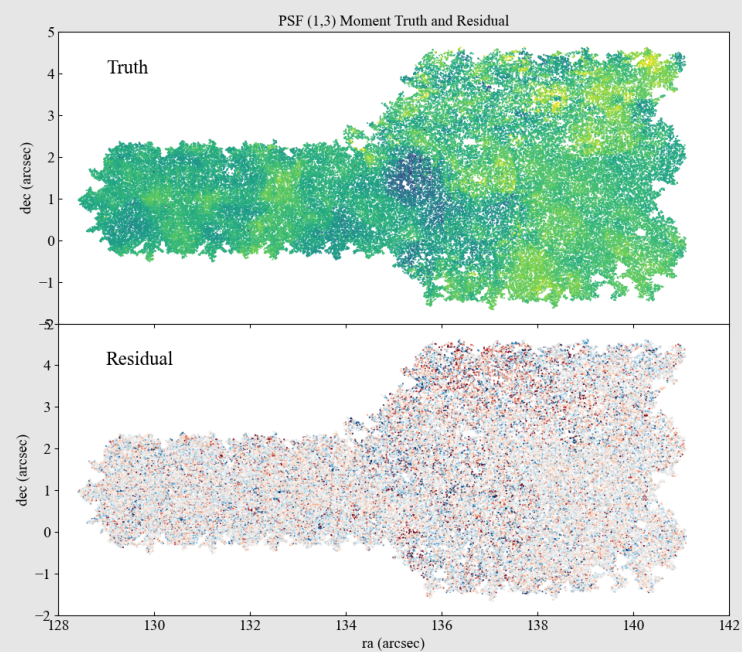 PSF (1,3) Moment Truth and Residual
5
4
3
2
1
0
−1
−2
dec (arcsec)
Truth
5
4
3
2
1
0
−1
−2
dec (arcsec)
Residual
128 130 132 134 136 138 140 142
ra (arcsec)